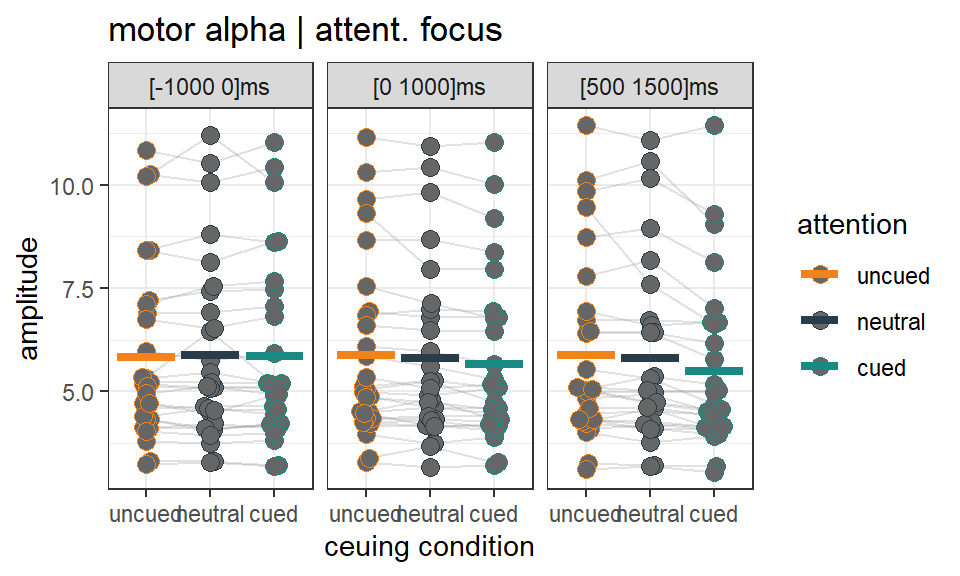 motor alpha | attent. focus
[-1000 0]ms
[0 1000]ms
[500 1500]ms
10.0
7.5
5.0
amplitude
uncued neutral cued
uncued neutral cued
uncued neutral cued
ceuing condition
attention
uncued
neutral
cued